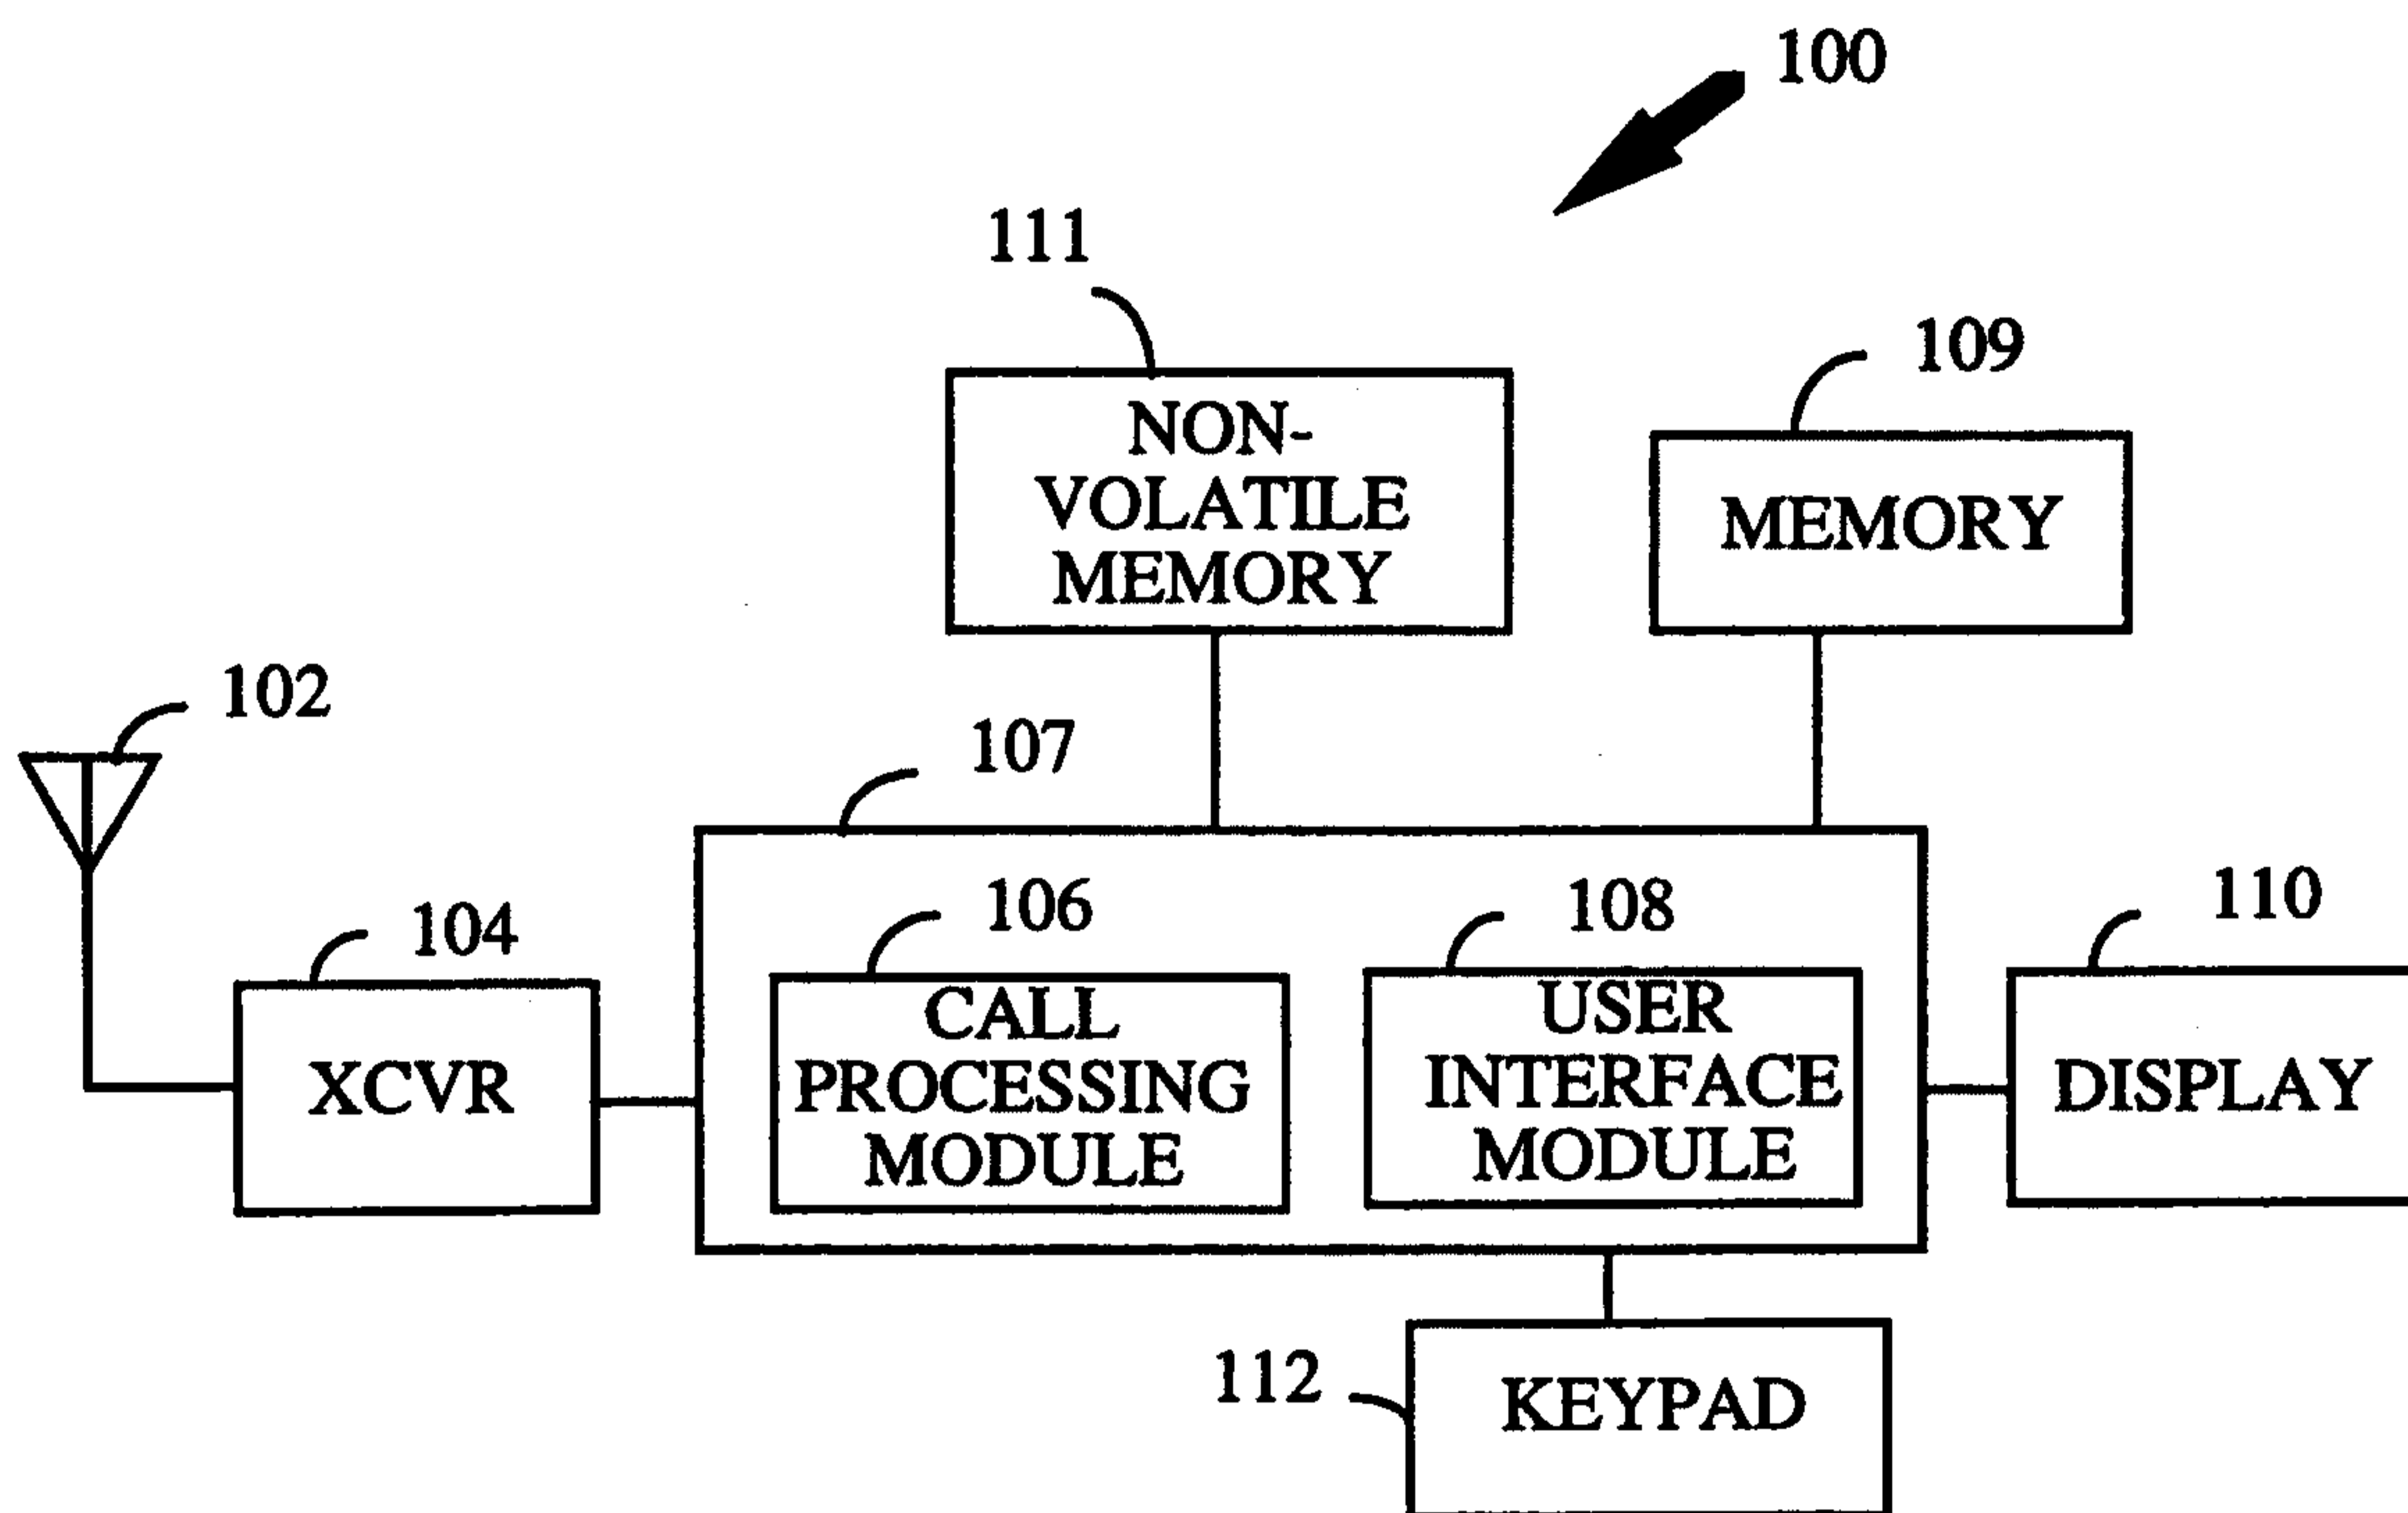 100
111
NON-
VOLATILE
MEMORY
109
MEMORY
102
107
104
XCVR
106
CALL
PROCESSING
MODULE
108
USER
INTERFACE
MODULE
110
DISPLAY
112
KEYPAD